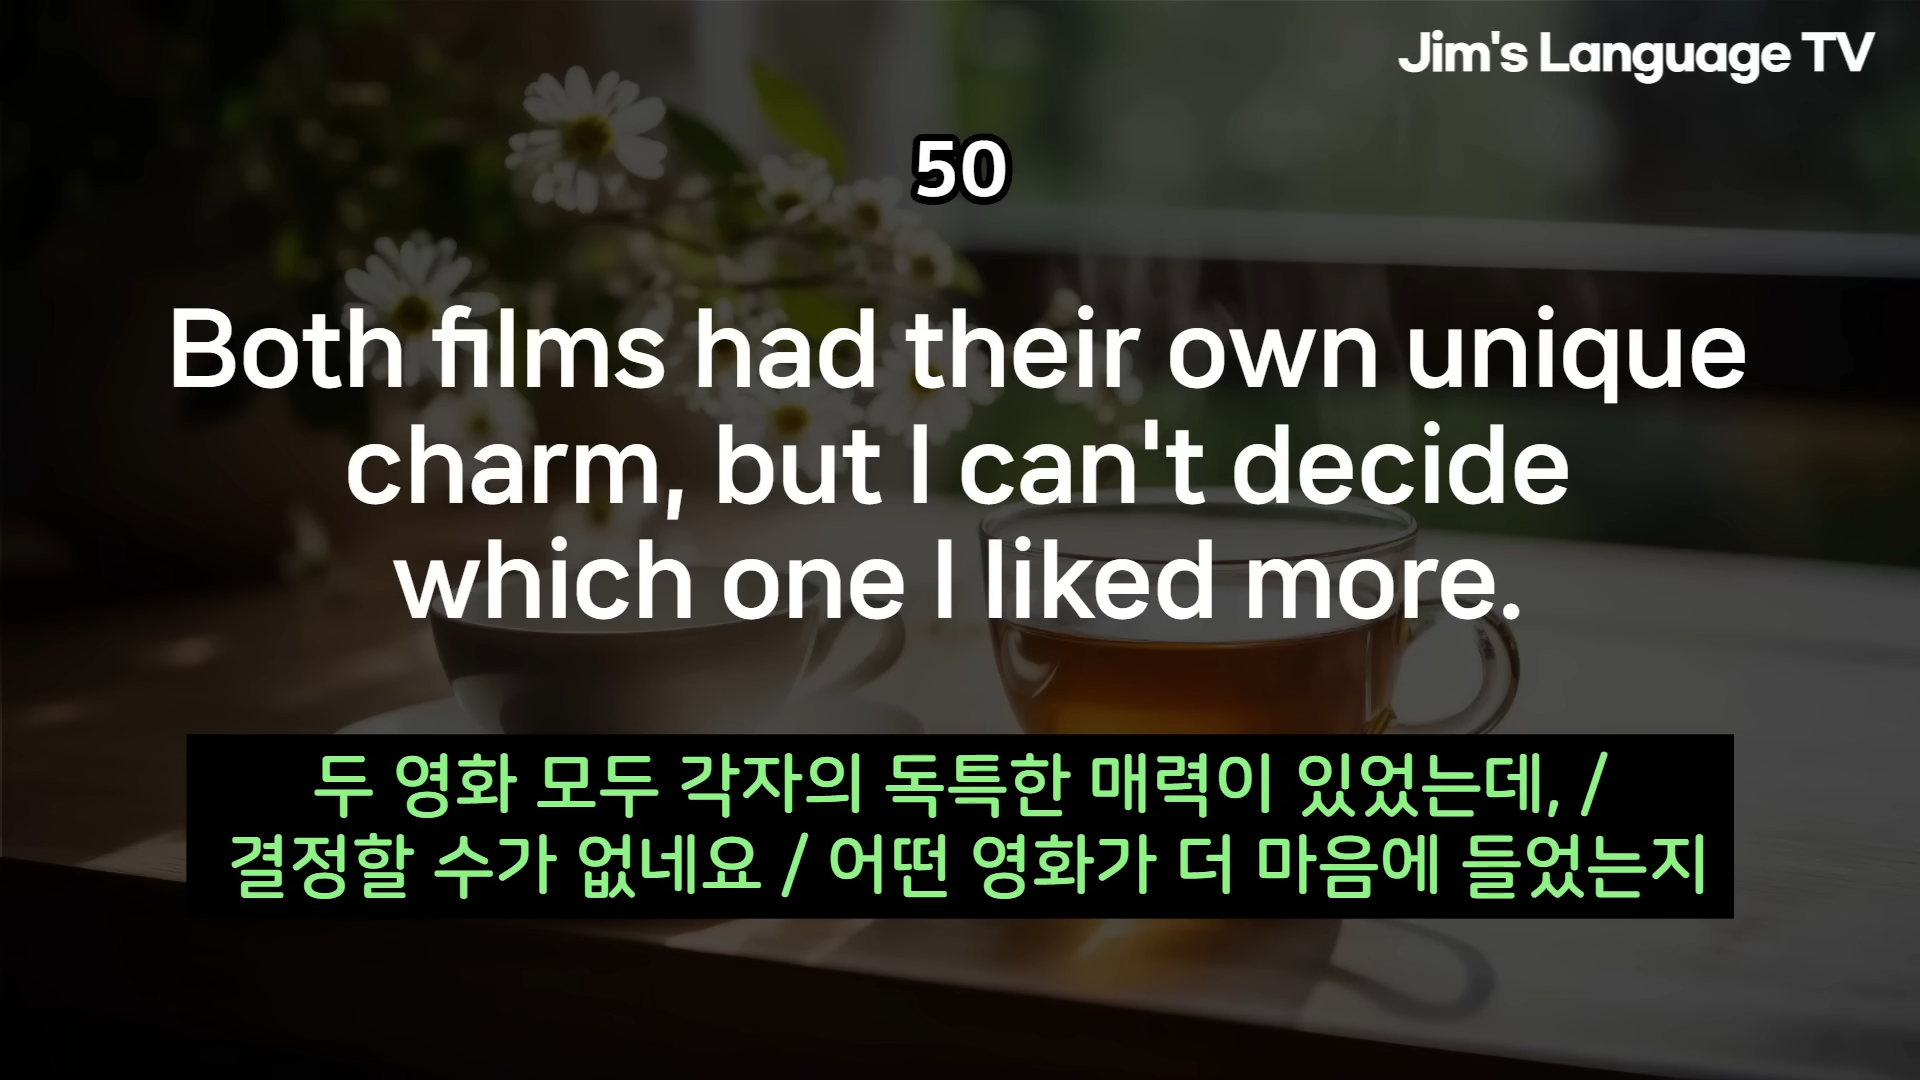 Jim's Language TV
50
Both films had their own unique
charm, but I can't decide
which one I liked more.
두 영화 모두 각자의 독특한 매력이 있었는데, /
결정할 수가 없네요 / 어떤 영화가 더 마음에 들었는지